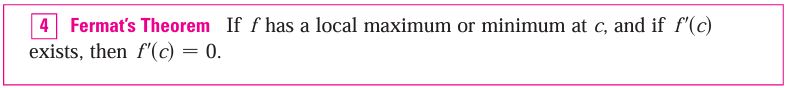 4 Fermat's Theorem If f has a local maximum or minimum at c, and if f′(c)
exists, then f′(c) = 0.